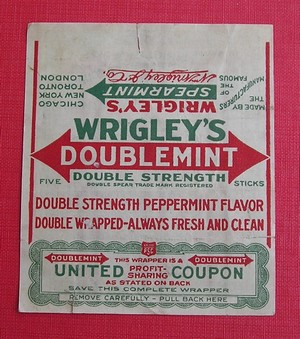 MADE BY
THE
MANUFACTURERS
OF THE
FAMOUS
Wm. Wrigley Jr. Co.
WRIGLEY'S
SPEARMINT
CHICAGO
NEW YORK
TORONTO
LONDON
WRIGLEY'S
DOUBLEMINT
DOUBLE STRENGTH
FIVE
DOUBLE SPEAR TRADE MARK REGISTERED
STICKS
DOUBLE STRENGTH PEPPERMINT FLAVOR
DOUBLE WRAPPED-ALWAYS FRESH AND CLEAN
DOUBLEMINT
THIS WRAPPER IS A
DOUBLEMINT
UNITED PROFIT-SHARING COUPON
AS STATED ON BACK
SAVE THIS COMPLETE WRAPPER
REMOVE CAREFULLY - PULL BACK HERE